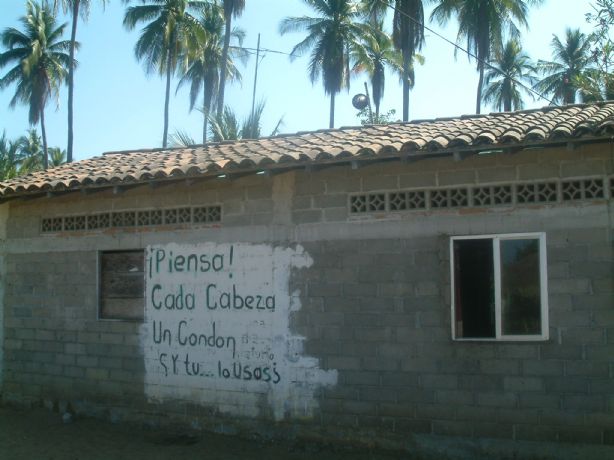 ¡Piensa!
Cada Cabeza
Un Condon
¿Y tu... lo Usas?